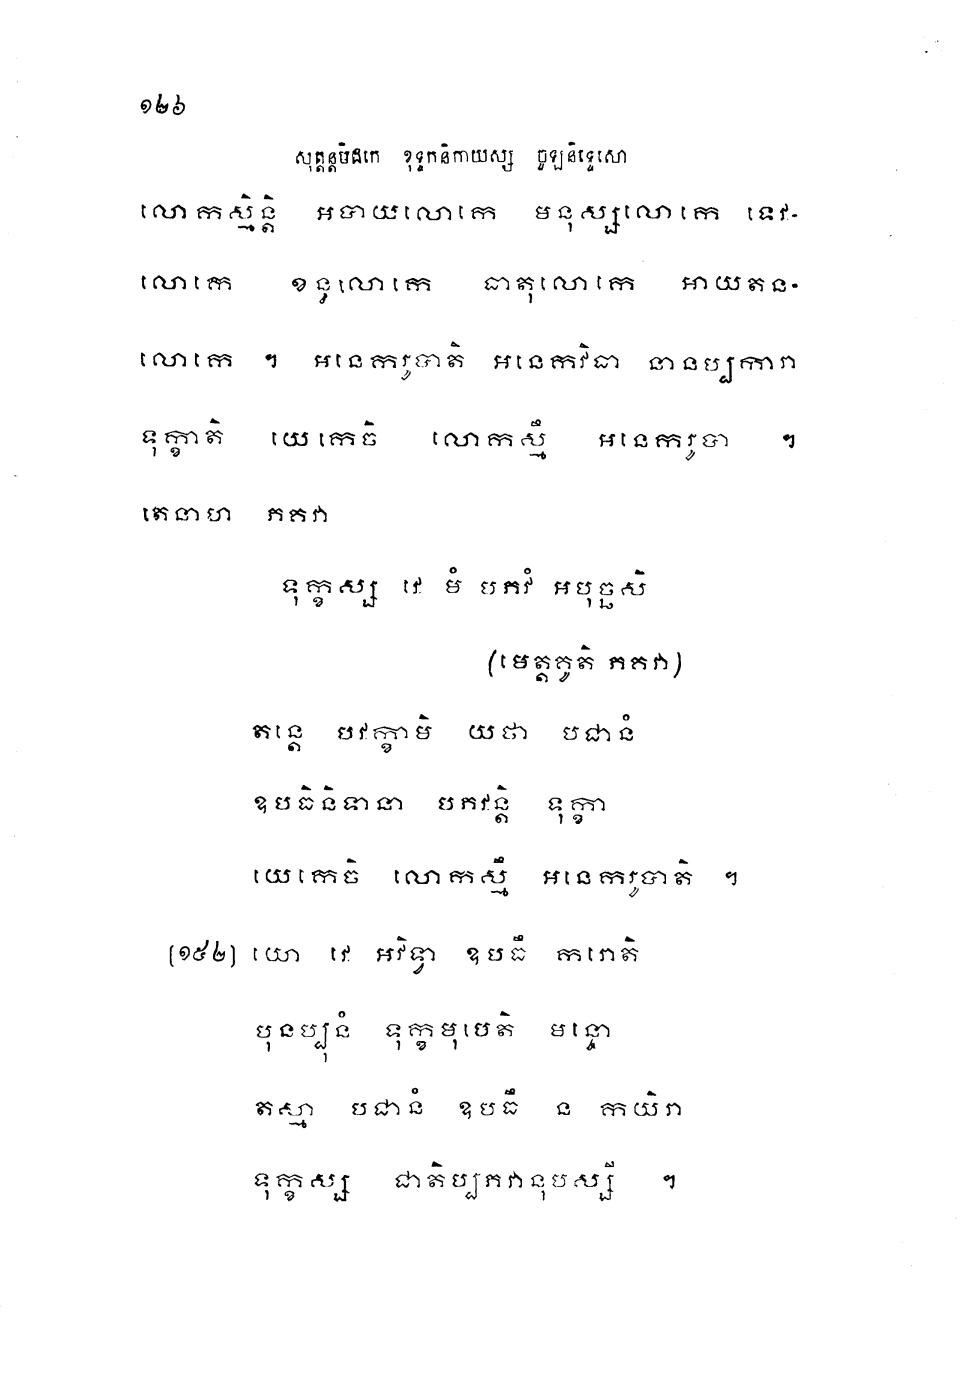 ១២៦
សុត្តន្តបិដកេ ខុទ្ទកនិកាយស្ស ចូឡនិទ្ទេសោ
លោកស្មិន្តិ អបាយលោកេ មនុស្សលោកេ ទេវ-
លោកេ ខន្ធលោកេ ធាតុលោកេ អាយតន-
លោកេ ។ អនេករូបាតិ អនេកវិធា នានប្បការា
ទុក្ខាតិ យេកេចិ លោកស្មឹ អនេករូបា ។
តេនាហ ភគវា
ទុក្ខស្ស វេ មំ បភវំ អបុច្ឆសិ
(មេត្តគូតិ ភគវា)
តន្តេ បវក្ខាមិ យថា បជានំ
ឧបធិនិទានា បភវន្តិ ទុក្ខា
យេកេចិ លោកស្មឹ អនេករូបាតិ ។
[១៥២] យោ វេ អវិទ្វា ឧបធឹ ករោតិ
បុនប្បុនំ ទុក្ខមុបេតិ មន្ទោ
តស្មា បជានំ ឧបធឹ ន កយិរា
ទុក្ខស្ស ជាតិប្បភវានុបស្សី ។